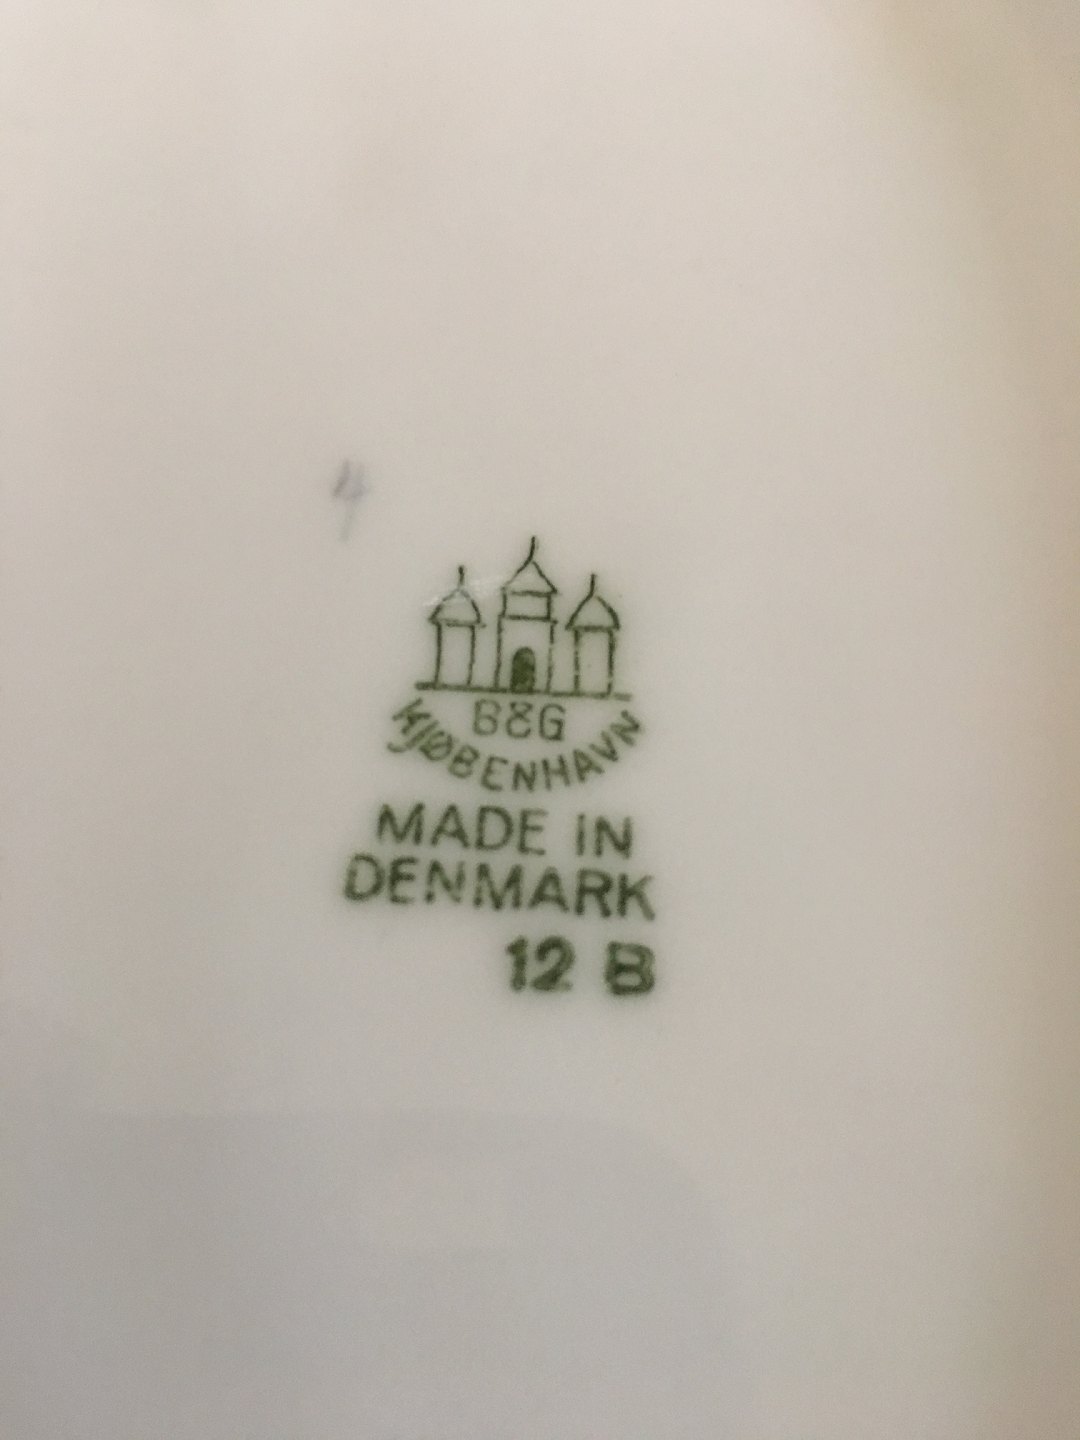 4
B&G
KJØBENHAVN
MADE IN
DENMARK
12 B